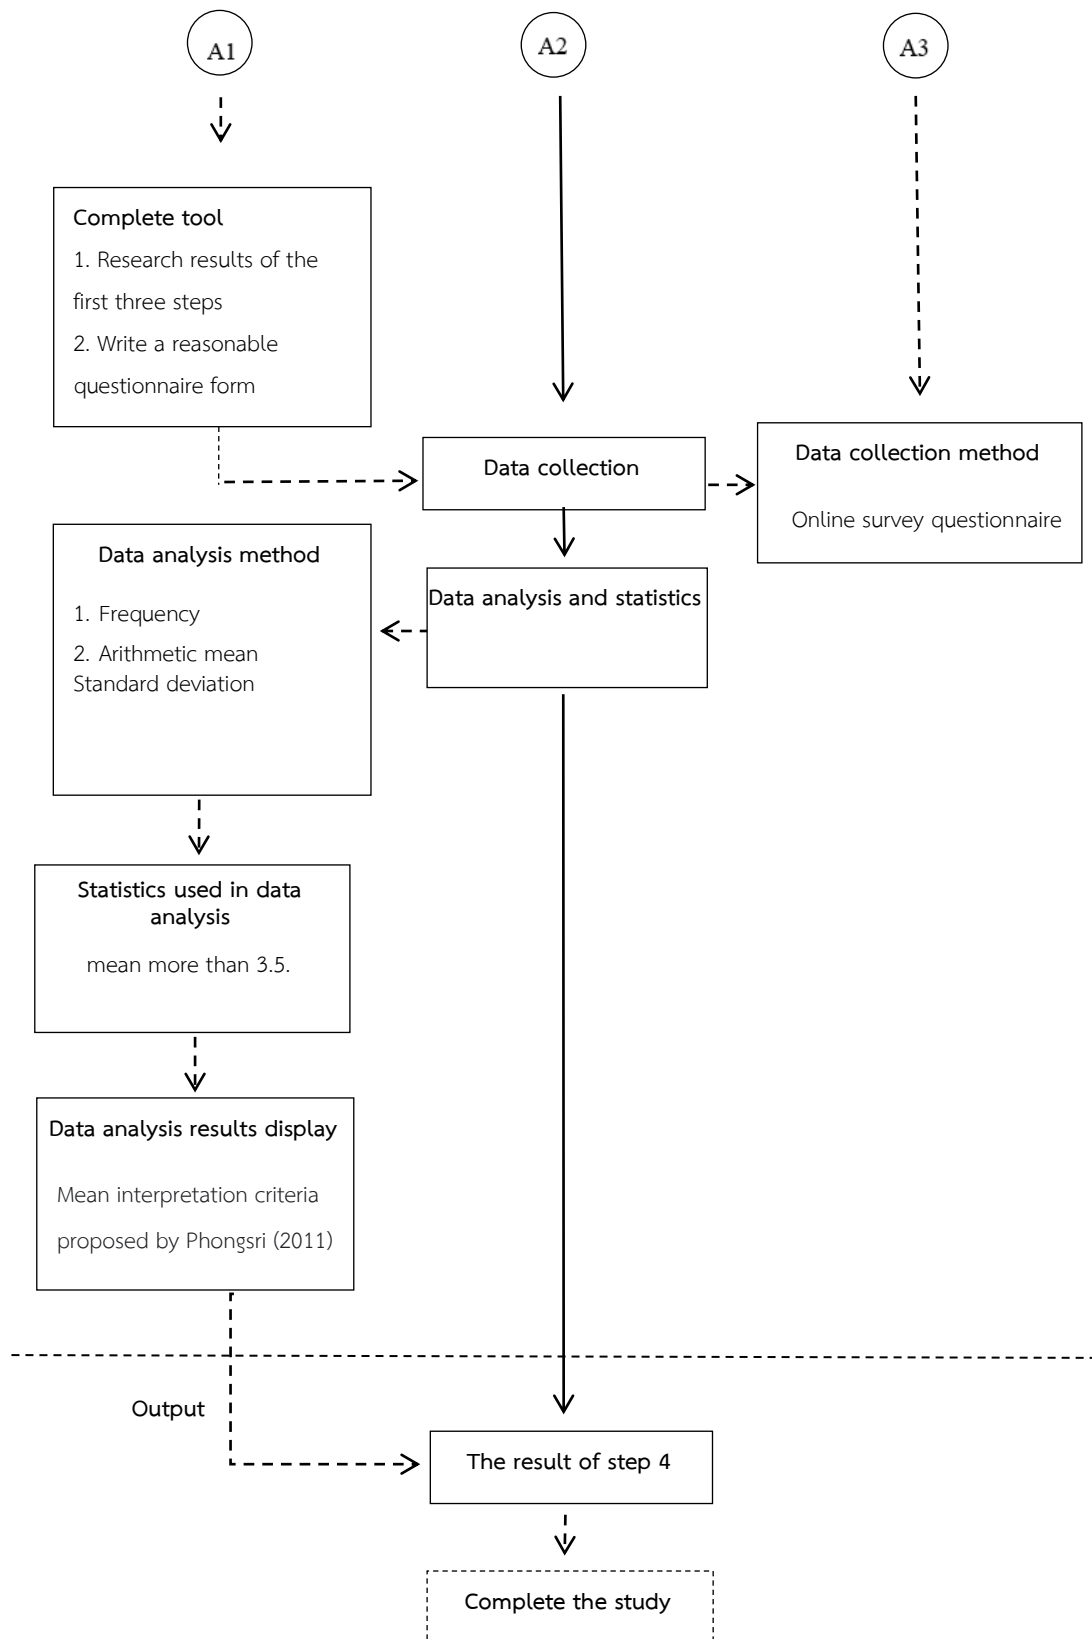 A1
A2
A3
Complete tool
1. Research results of the
first three steps
2. Write a reasonable
questionnaire form
Data collection
Data collection method
Online survey questionnaire
Data analysis method
1. Frequency
2. Arithmetic mean
Standard deviation
Data analysis and statistics
Statistics used in data
analysis
mean more than 3.5.
Data analysis results display
Mean interpretation criteria
proposed by Phongsri (2011)
Output
The result of step 4
Complete the study